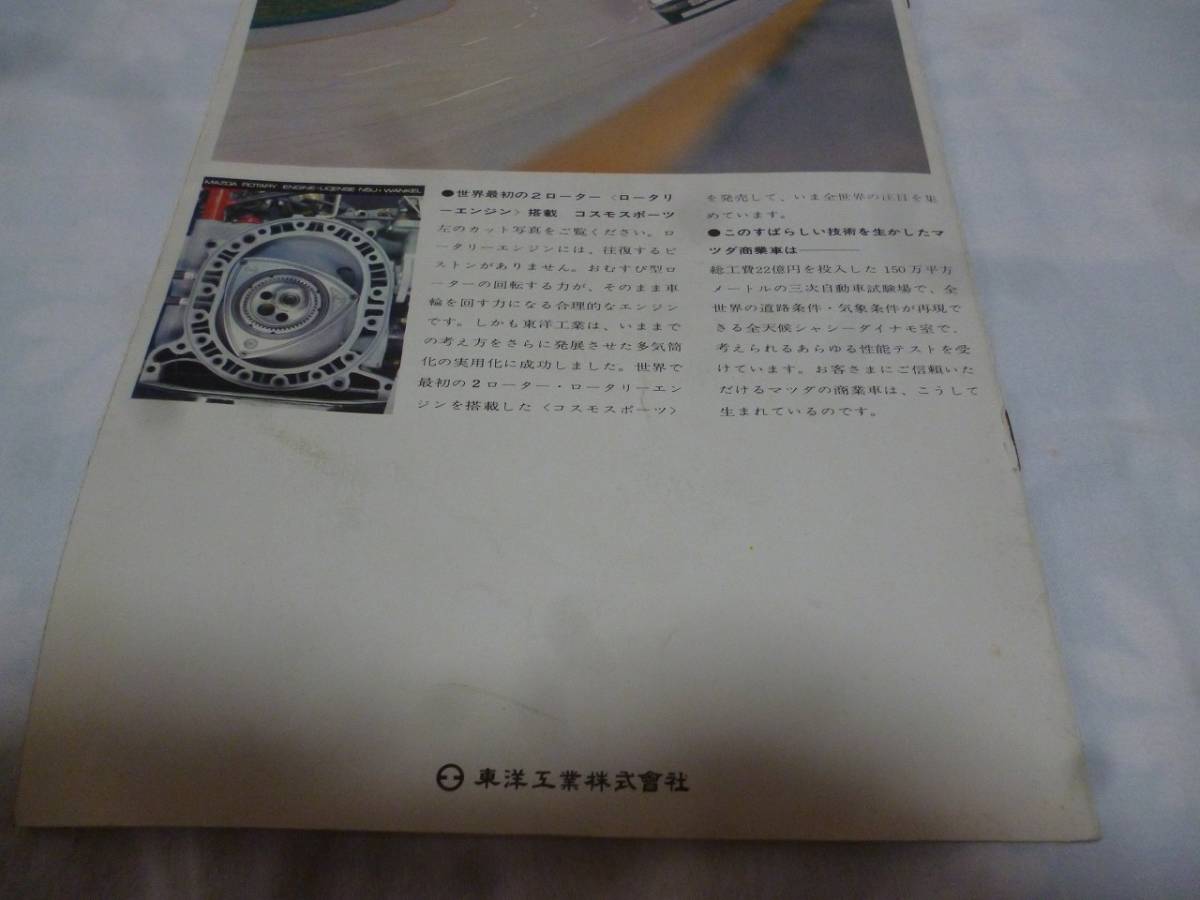 MAZDA ROTARY ENGINE・LICENSE NSU・WANKEL
●世界最初の2ローター〈ロータリ
ーエンジン〉搭載 コスモスポーツ
左のカット写真をご覧ください。ロ
ータリーエンジンには、往復するピ
ストンがありません。おむすび型ロ
ーターの回転する力が、そのまま車
輪を回す力になる合理的なエンジン
です。しかも東洋工業は、いままで
の考え方をさらに発展させた多気筒
化の実用化に成功しました。世界で
最初の2ローター・ロータリーエン
ジンを搭載した〈コスモスポーツ〉
を発売して、いま全世界の注目を集
めています。
●このすばらしい技術を生かしたマ
ツダ商業車は───
総工費22億円を投入した150万平方
メートルの三次自動車試験場で、全
世界の道路条件・気象条件が再現で
きる全天候シャシーダイナモ室で、
考えられるあらゆる性能テストを受
けています。お客さまにご信頼いた
だけるマツダの商業車は、こうして
生まれているのです。
東洋工業株式會社